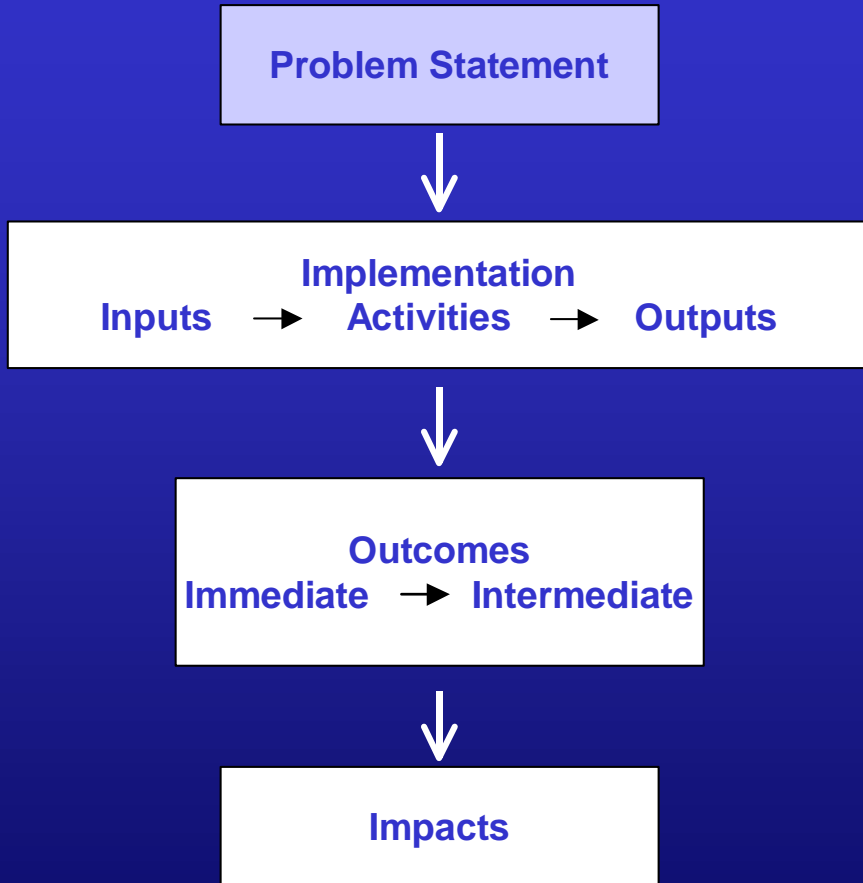 Problem Statement
Implementation
Inputs Activities Outputs
Outcomes
Immediate Intermediate
Impacts